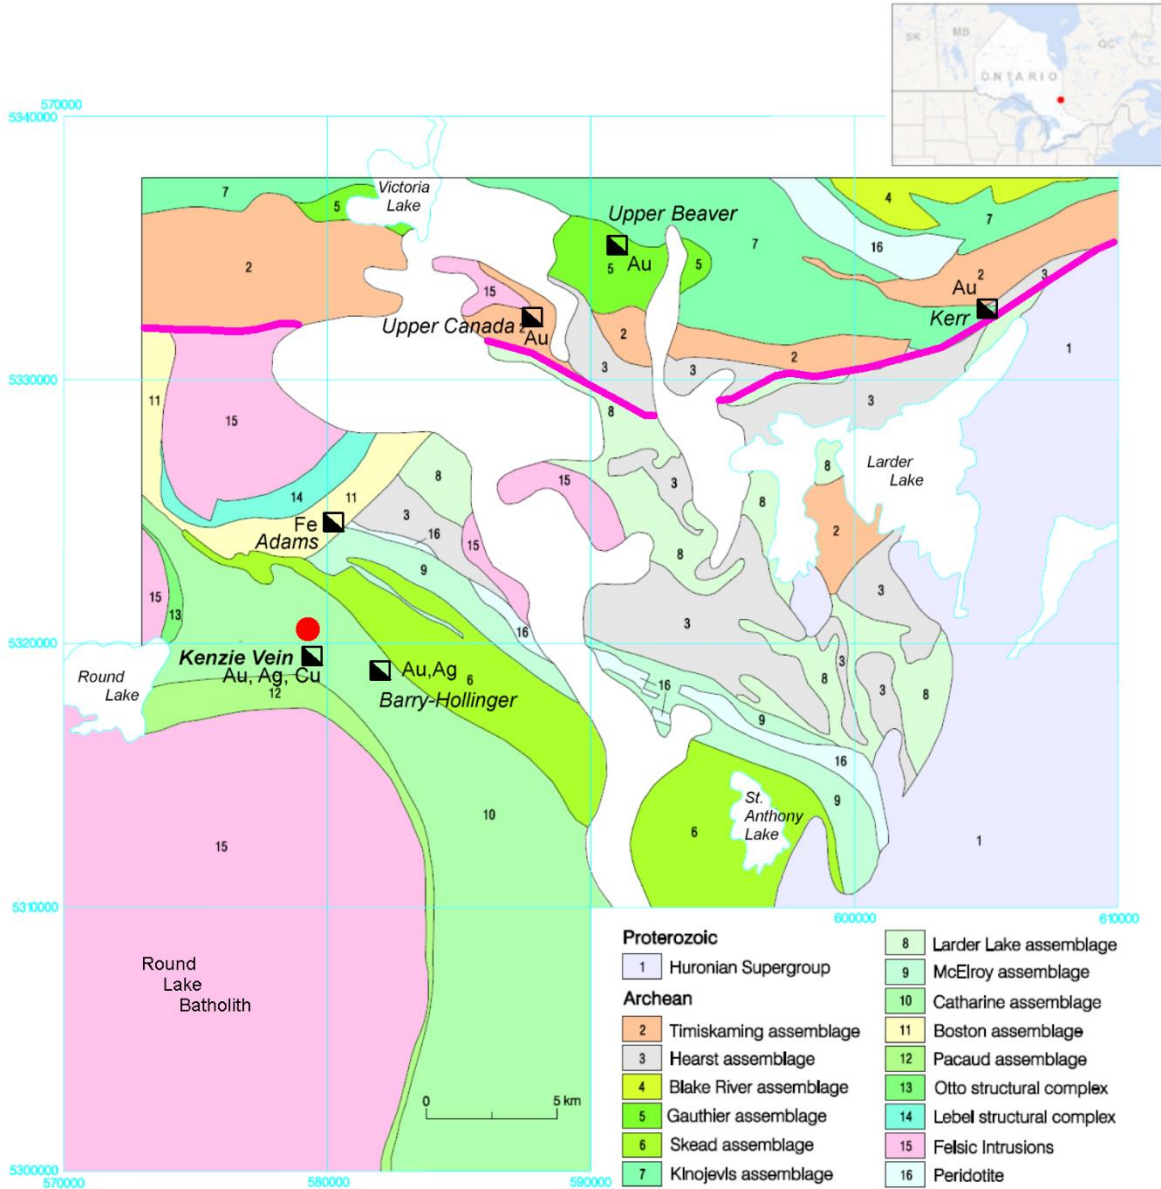 SK
MB
QC
ONTARIO
570000
5340000
Victoria
Lake
7
5
4
Upper Beaver
7
7
16
2
5
Au
5
2
3
15
Au
Upper Canada
2
Au
Kerr
2
1
2
3
3
5330000
11
3
8
15
8
Larder
Lake
8
15
3
14
11
8
Fe
3
Adams
16
15
8
2
9
3
15
13
16
3
Kenzie Vein
5320000
Au, Ag, Cu
Au,Ag
6
Barry-Hollinger
Round
Lake
12
3
8
3
8
16
9
16
St.
Anthony
Lake
9
10
15
6
1
5310000
600000
610000
Round
Lake
Batholith
0
5 km
5300000
570000
580000
590000
Proterozoic
1 Huronian Supergroup
Archean
2 Timiskaming assemblage
3 Hearst assemblage
4 Blake River assemblage
5 Gauthier assemblage
6 Skead assemblage
7 KInojevIs assemblage
8 Larder Lake assemblage
9 McElroy assemblage
10 Catharine assemblage
11 Boston assemblage
12 Pacaud assemblage
13 Otto structural complex
14 Lebel structural complex
15 Felsic Intrusions
16 Peridotite